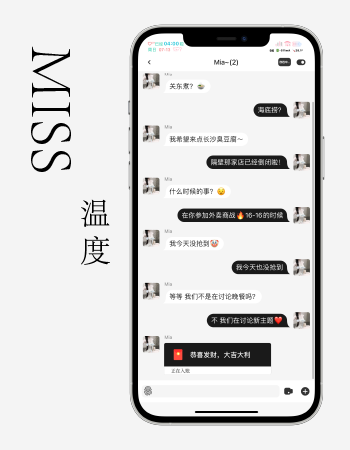 MISS
温
度
Mia~(2)
Mia
关东煮？
海底捞？
Mia
我希望来点长沙臭豆腐~
隔壁那家店已经倒闭啦！
Mia
什么时候的事？😉
在你参加外卖商战🔥16-16的时候
Mia
我今天没抢到
我今天也没抢到
Mia
等等 我们不是在讨论晚餐吗？
不 我们在讨论新主题❤️
Mia
恭喜发财，大吉大利
正在入账